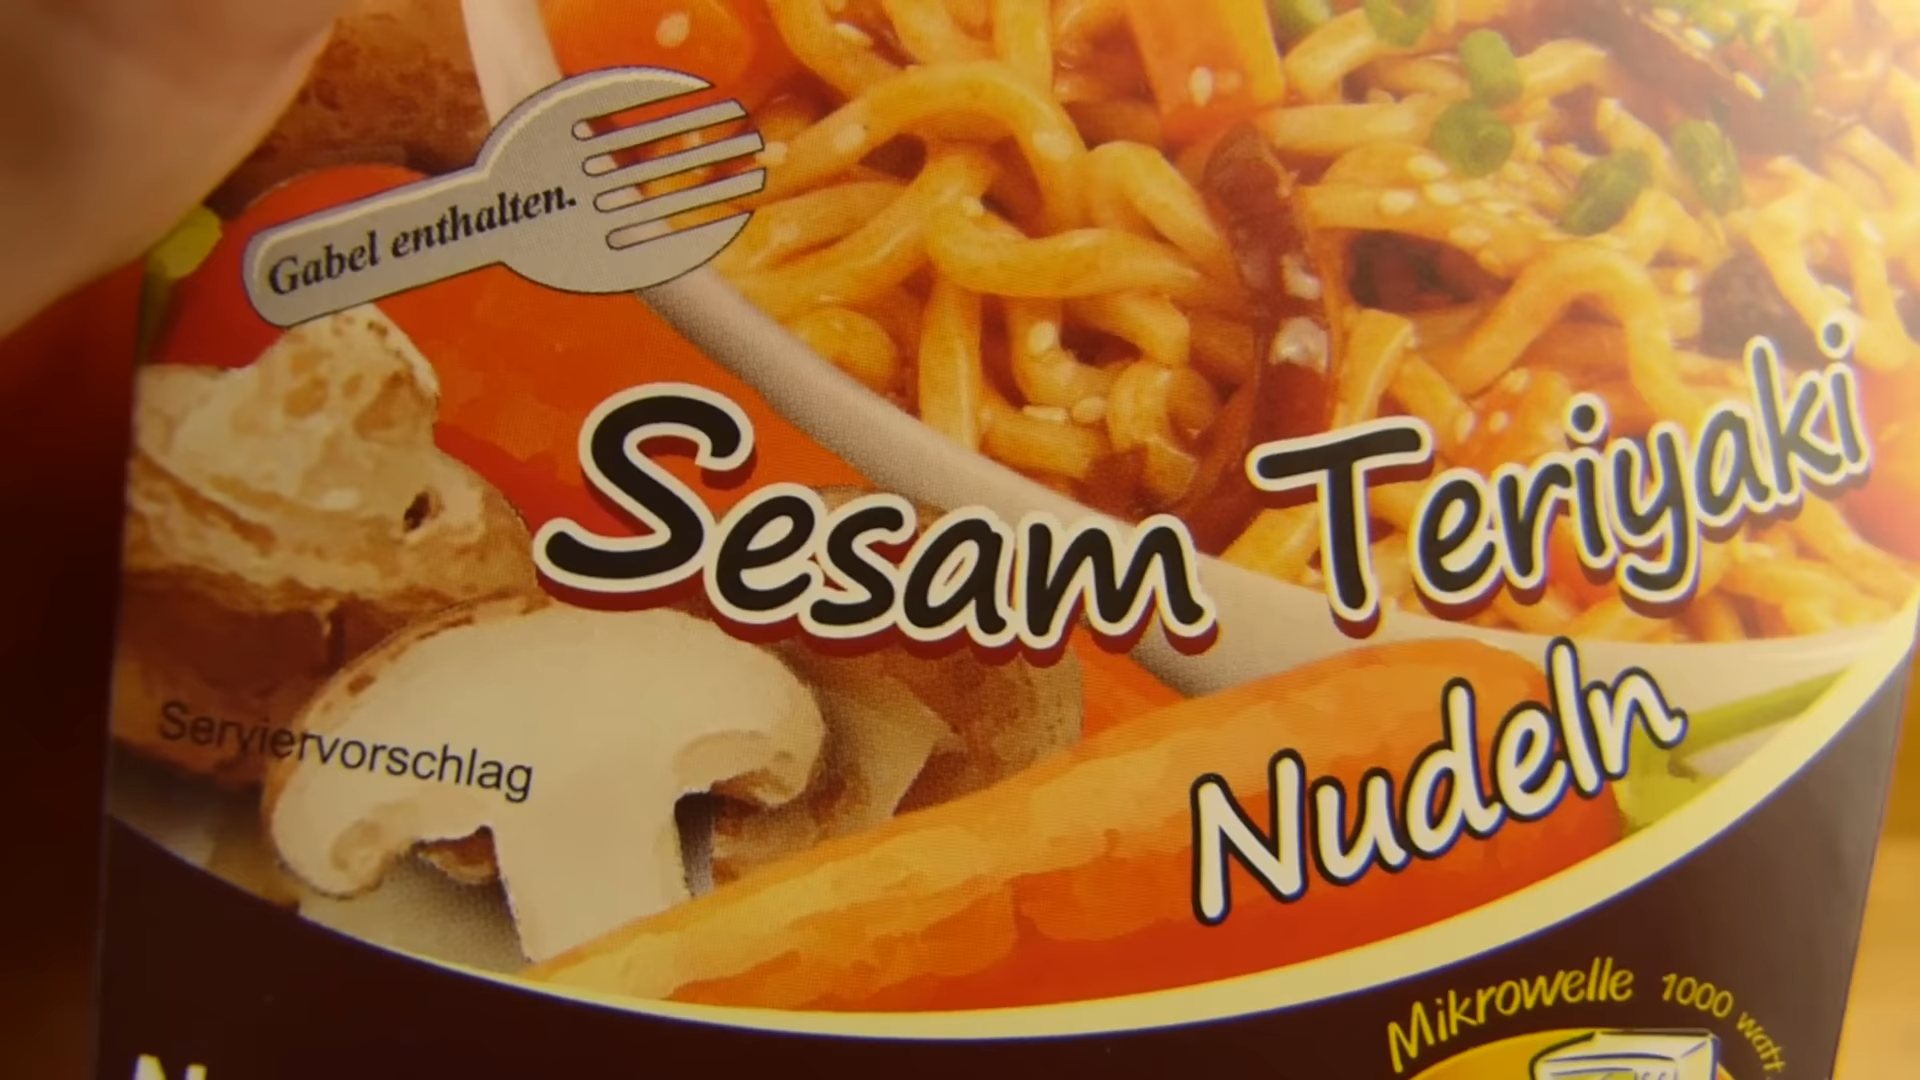 Gabel enthalten.
Sesam Teriyaki
Nudeln
Serviervorschlag
Mikrowelle 1000 watt